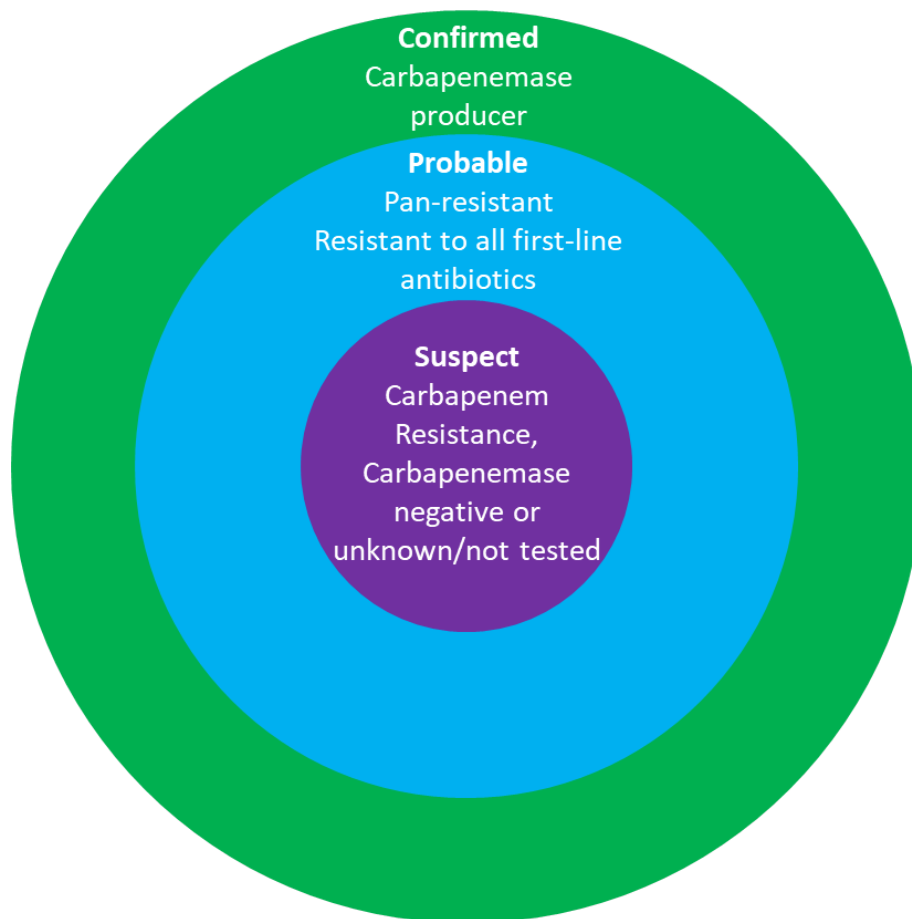 Confirmed
Carbapenemase
producer
Probable
Pan-resistant
Resistant to all first-line
antibiotics
Suspect
Carbapenem
Resistance,
Carbapenemase
negative or
unknown/not tested